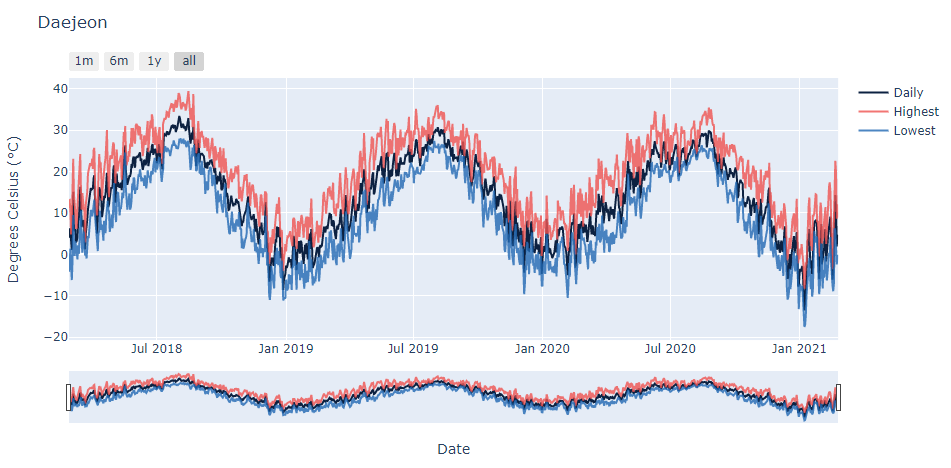 Daejeon
1m 6m 1y all
Daily
Highest
Lowest
Degrees Celsius (°C)
40
30
20
10
0
−10
−20
Jul 2018 Jan 2019 Jul 2019 Jan 2020 Jul 2020 Jan 2021
Date